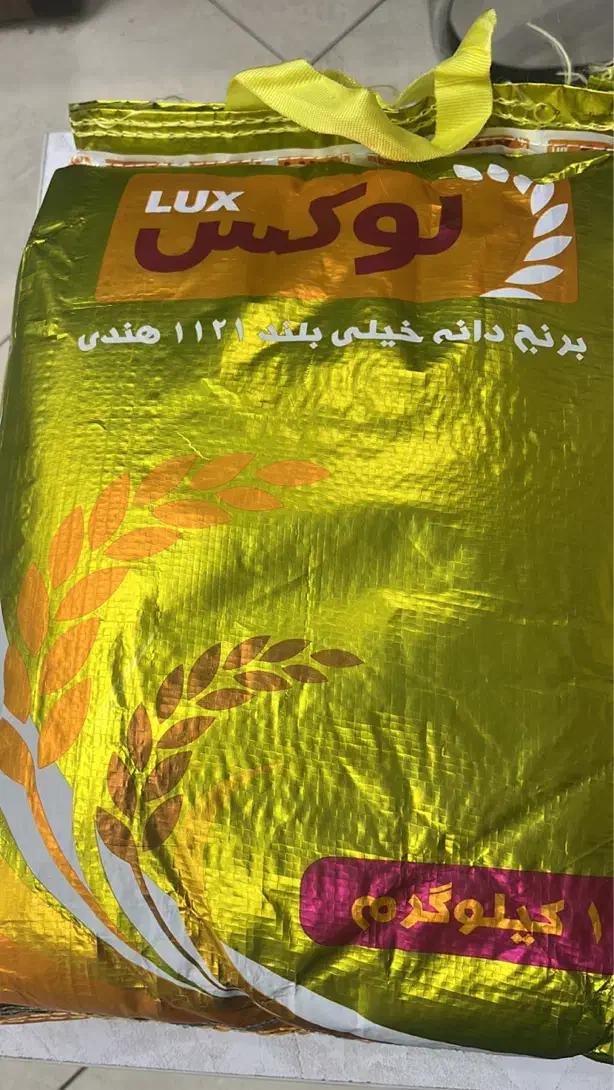 LUX
لوکس
برنج دانه خیلی بلند ۱۱۲۱ هندی
۱ کیلوگرم